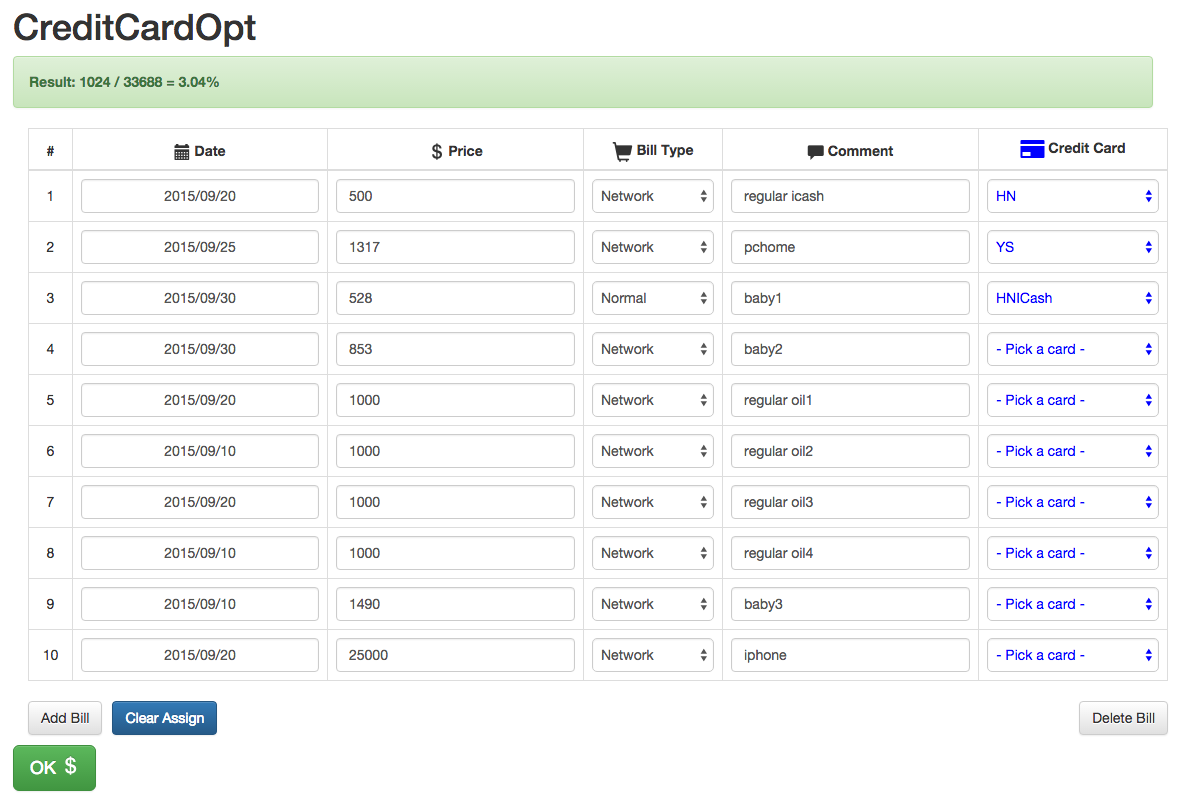 CreditCardOpt
Result: 1024 / 33688 = 3.04%
# Date $ Price Bill Type Comment Credit Card
1 2015/09/20 500 Network regular icash HN
2 2015/09/25 1317 Network pchome YS
3 2015/09/30 528 Normal baby1 HNICash
4 2015/09/30 853 Network baby2 - Pick a card -
5 2015/09/20 1000 Network regular oil1 - Pick a card -
6 2015/09/10 1000 Network regular oil2 - Pick a card -
7 2015/09/20 1000 Network regular oil3 - Pick a card -
8 2015/09/10 1000 Network regular oil4 - Pick a card -
9 2015/09/10 1490 Network baby3 - Pick a card -
10 2015/09/20 25000 Network iphone - Pick a card -
Add Bill Clear Assign Delete Bill
OK $